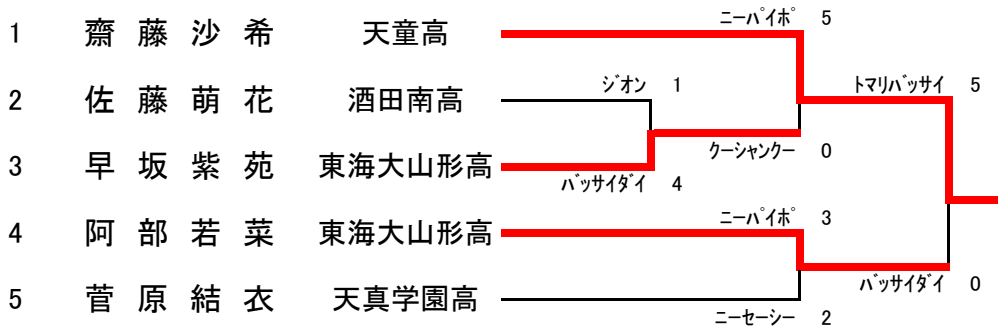 ニーパイポ 5
1 齋藤沙希 天童高
ジオン 1 トマリバッサイ 5
2 佐藤萌花 酒田南高
クーシャンクー 0
3 早坂紫苑 東海大山形高
バッサイダイ 4
ニーパイポ 3
4 阿部若菜 東海大山形高
バッサイダイ 0
5 菅原結衣 天真学園高
ニーセーシー 2